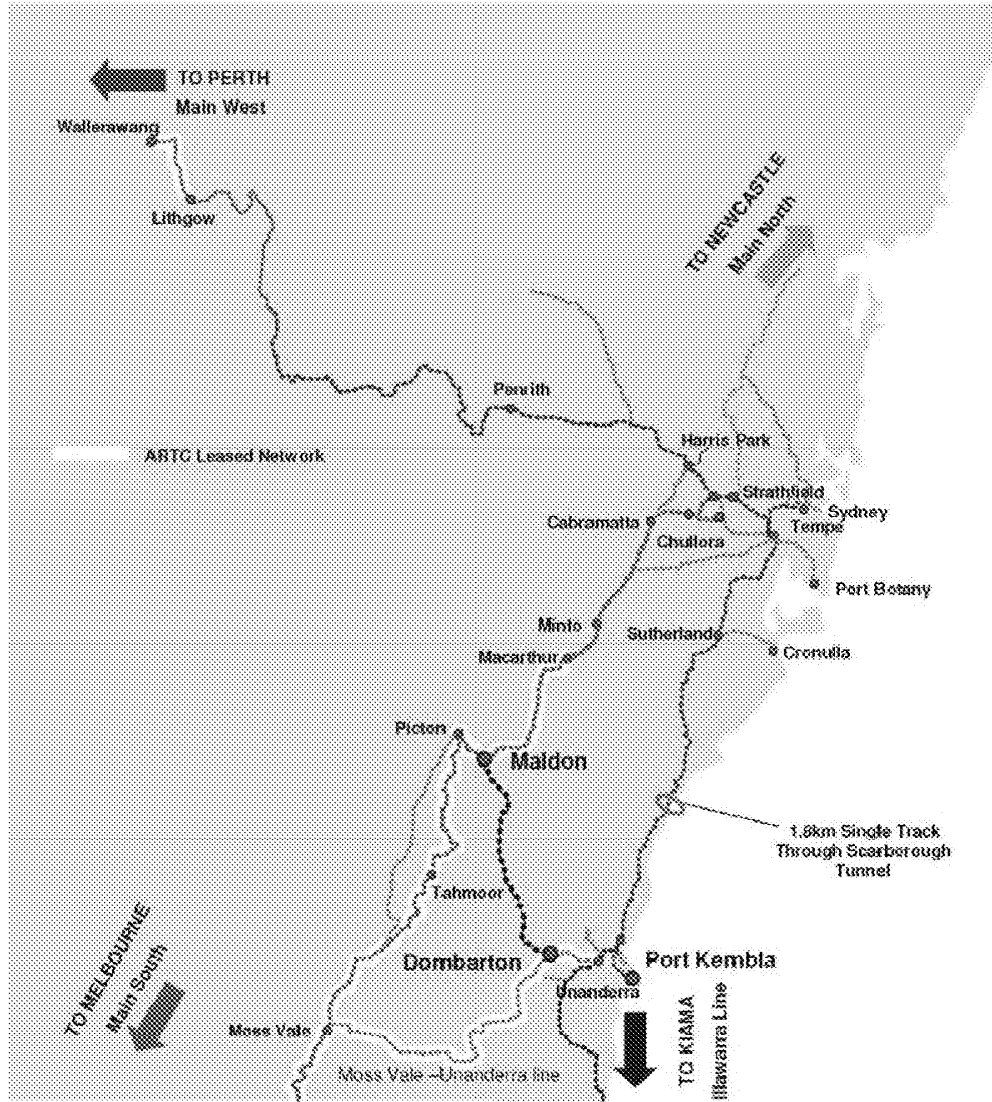 TO PERTH
Main West
Wallerawang
Lithgow
TO NEWCASTLE
Main North
Penrith
Harris Park
ARTC Leased Network
Strathfield
Sydney
Cabramatta
Tempe
Chullora
Port Botany
Minto
Sutherland
Macarthur
Cronulla
Picton
Maldon
1.8km Single Track
Through Scarborough
Tunnel
Tahmoor
TO MELBOURNE
Main South
Dombarton
Port Kembla
Unanderra
Moss Vale
TO KIAMA
Illawarra Line
Moss Vale –Unanderra line